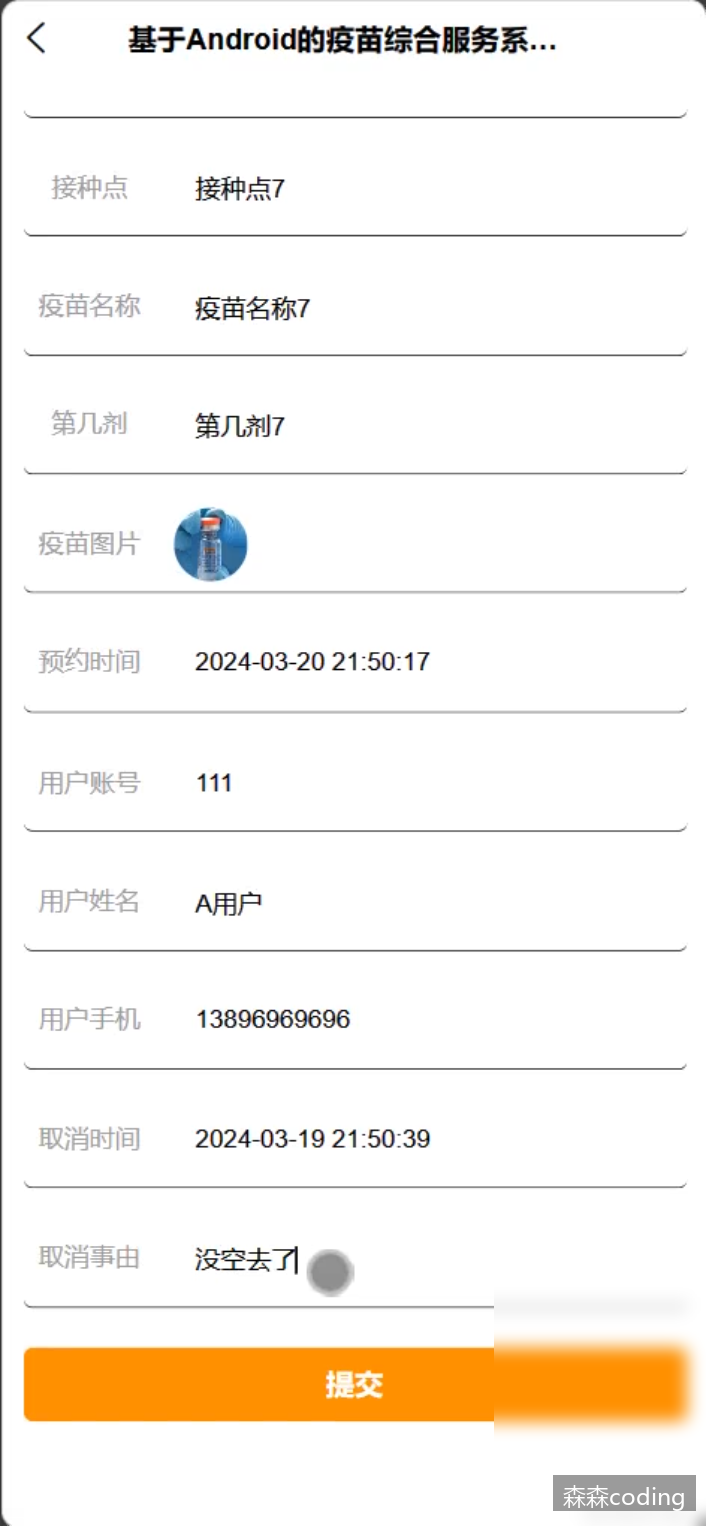 基于Android的疫苗综合服务系...
接种点 接种点7
疫苗名称 疫苗名称7
第几剂 第几剂7
疫苗图片
预约时间 2024-03-20 21:50:17
用户账号 111
用户姓名 A用户
用户手机 13896969696
取消时间 2024-03-19 21:50:39
取消事由 没空去了
提交
森森coding